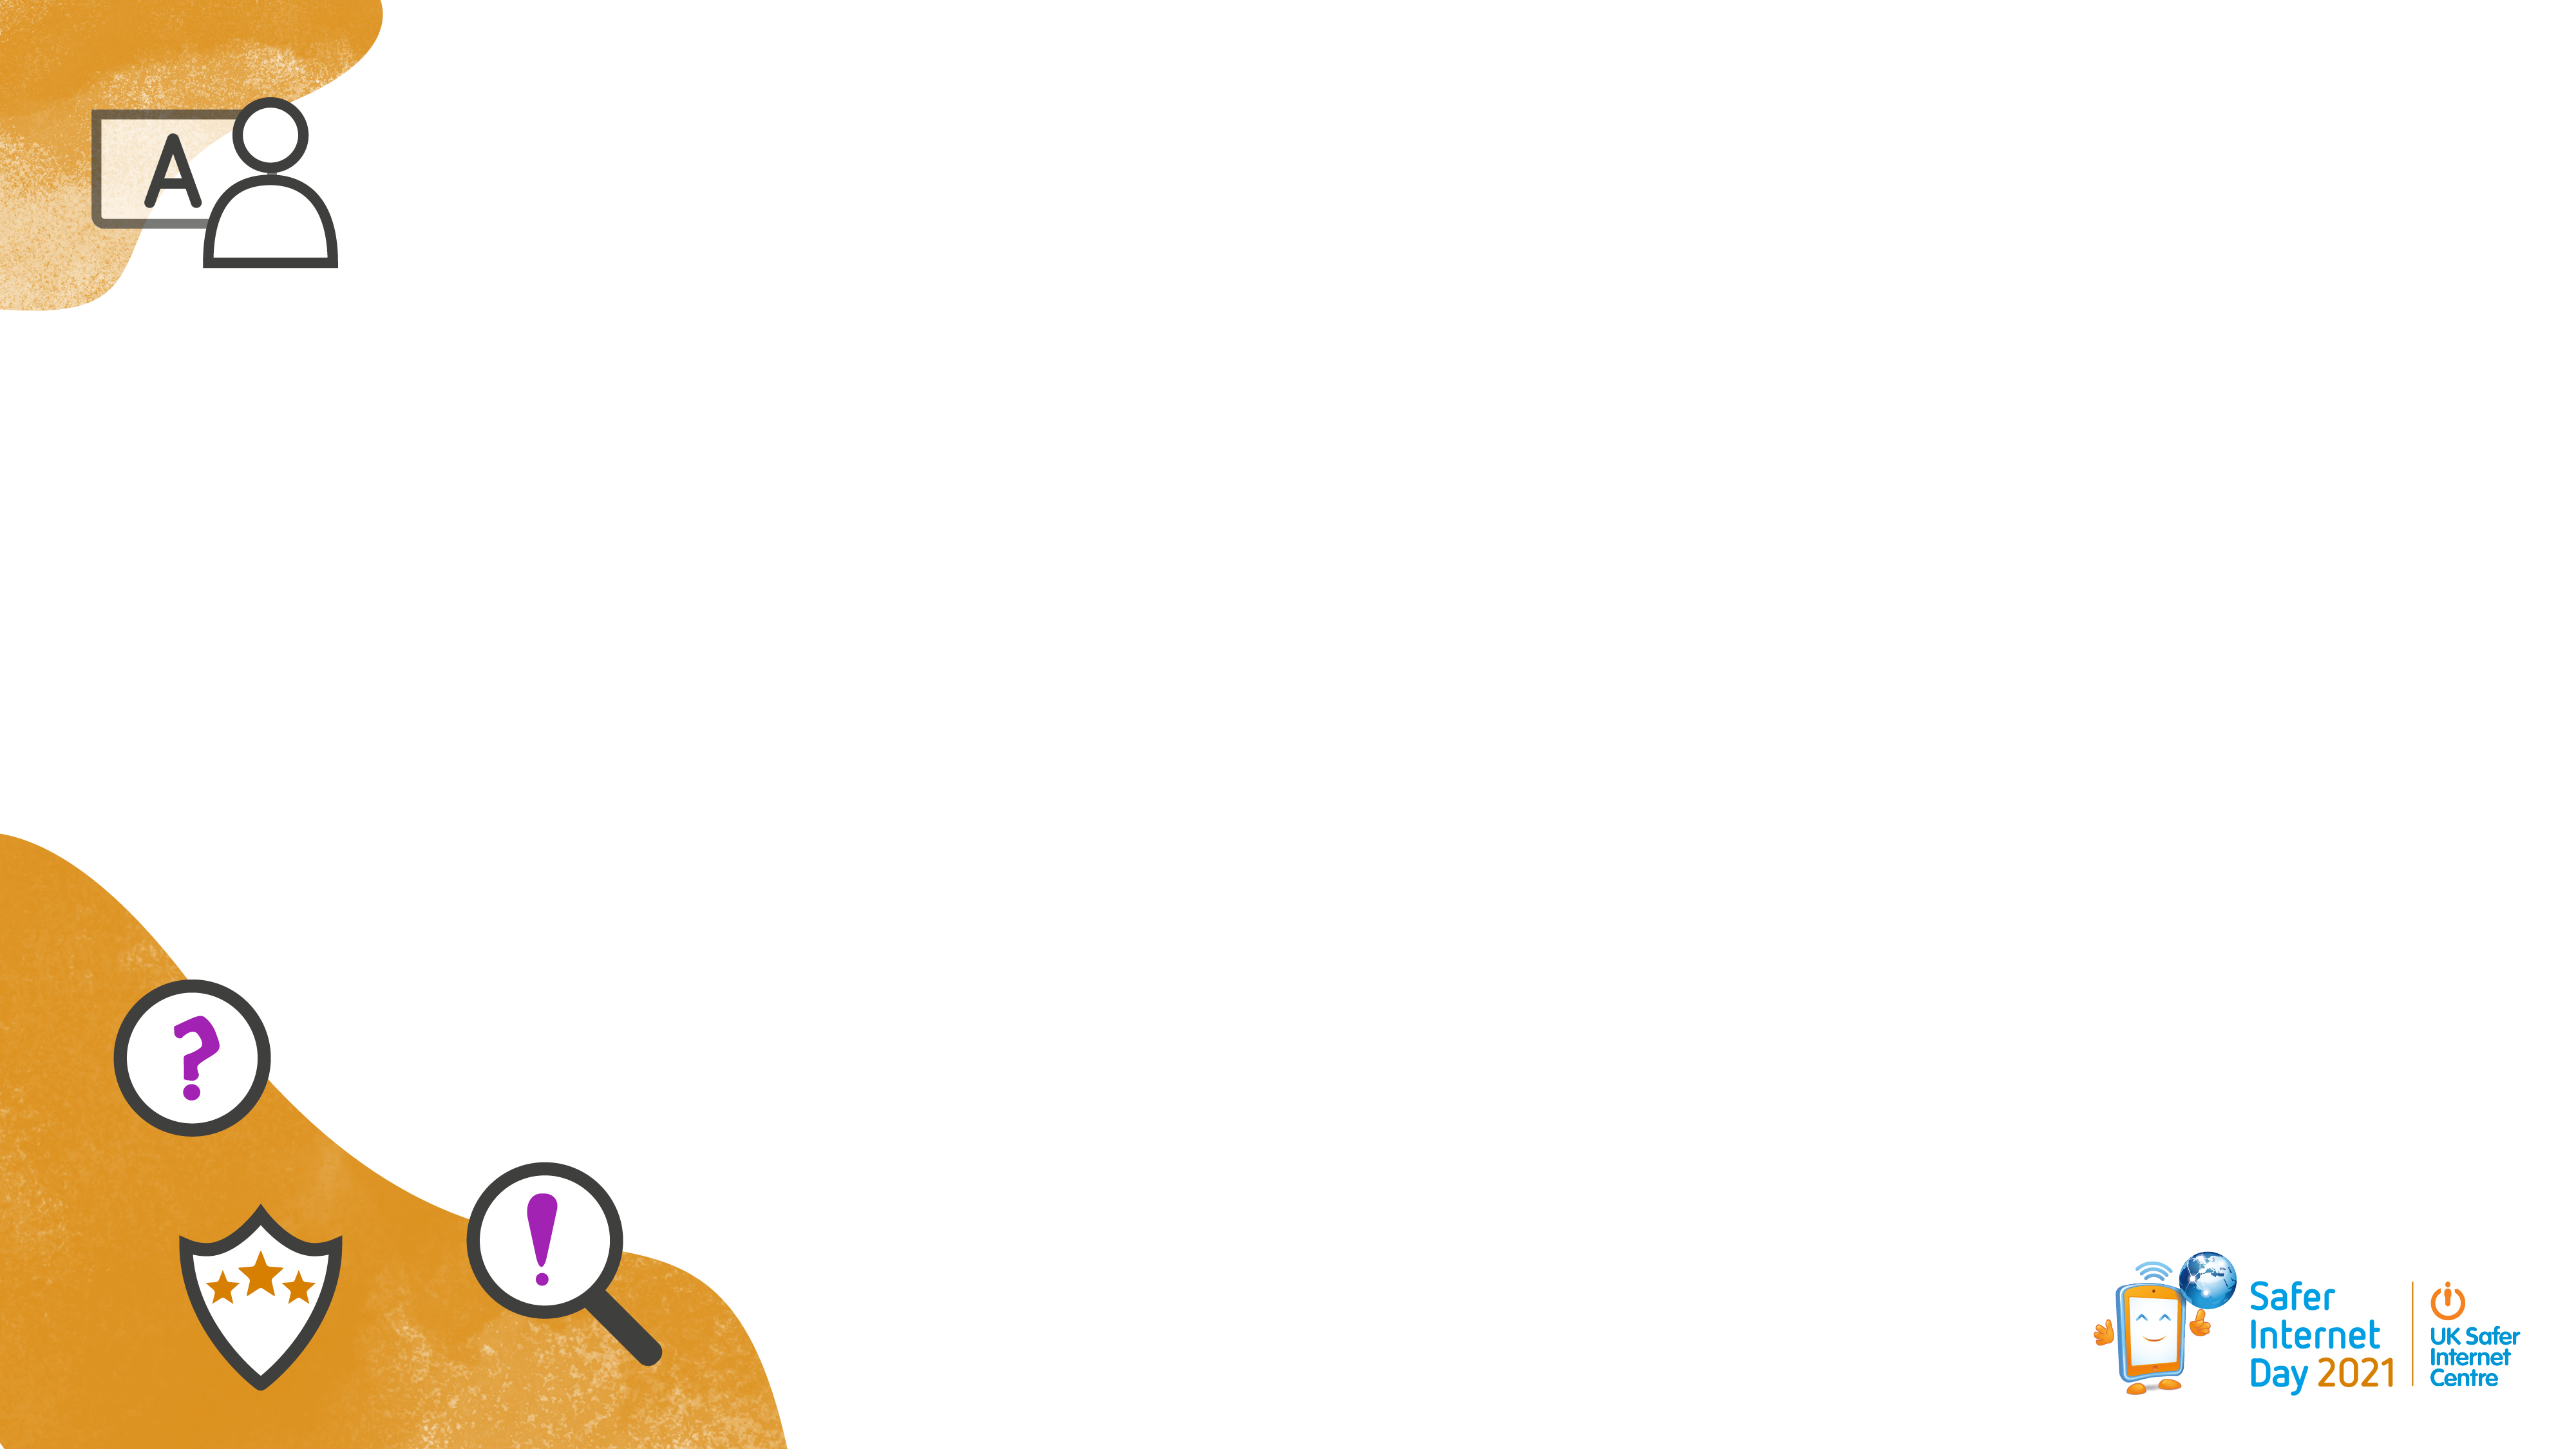 A
?
!
Safer
Internet
Day 2021
UK Safer
Internet
Centre